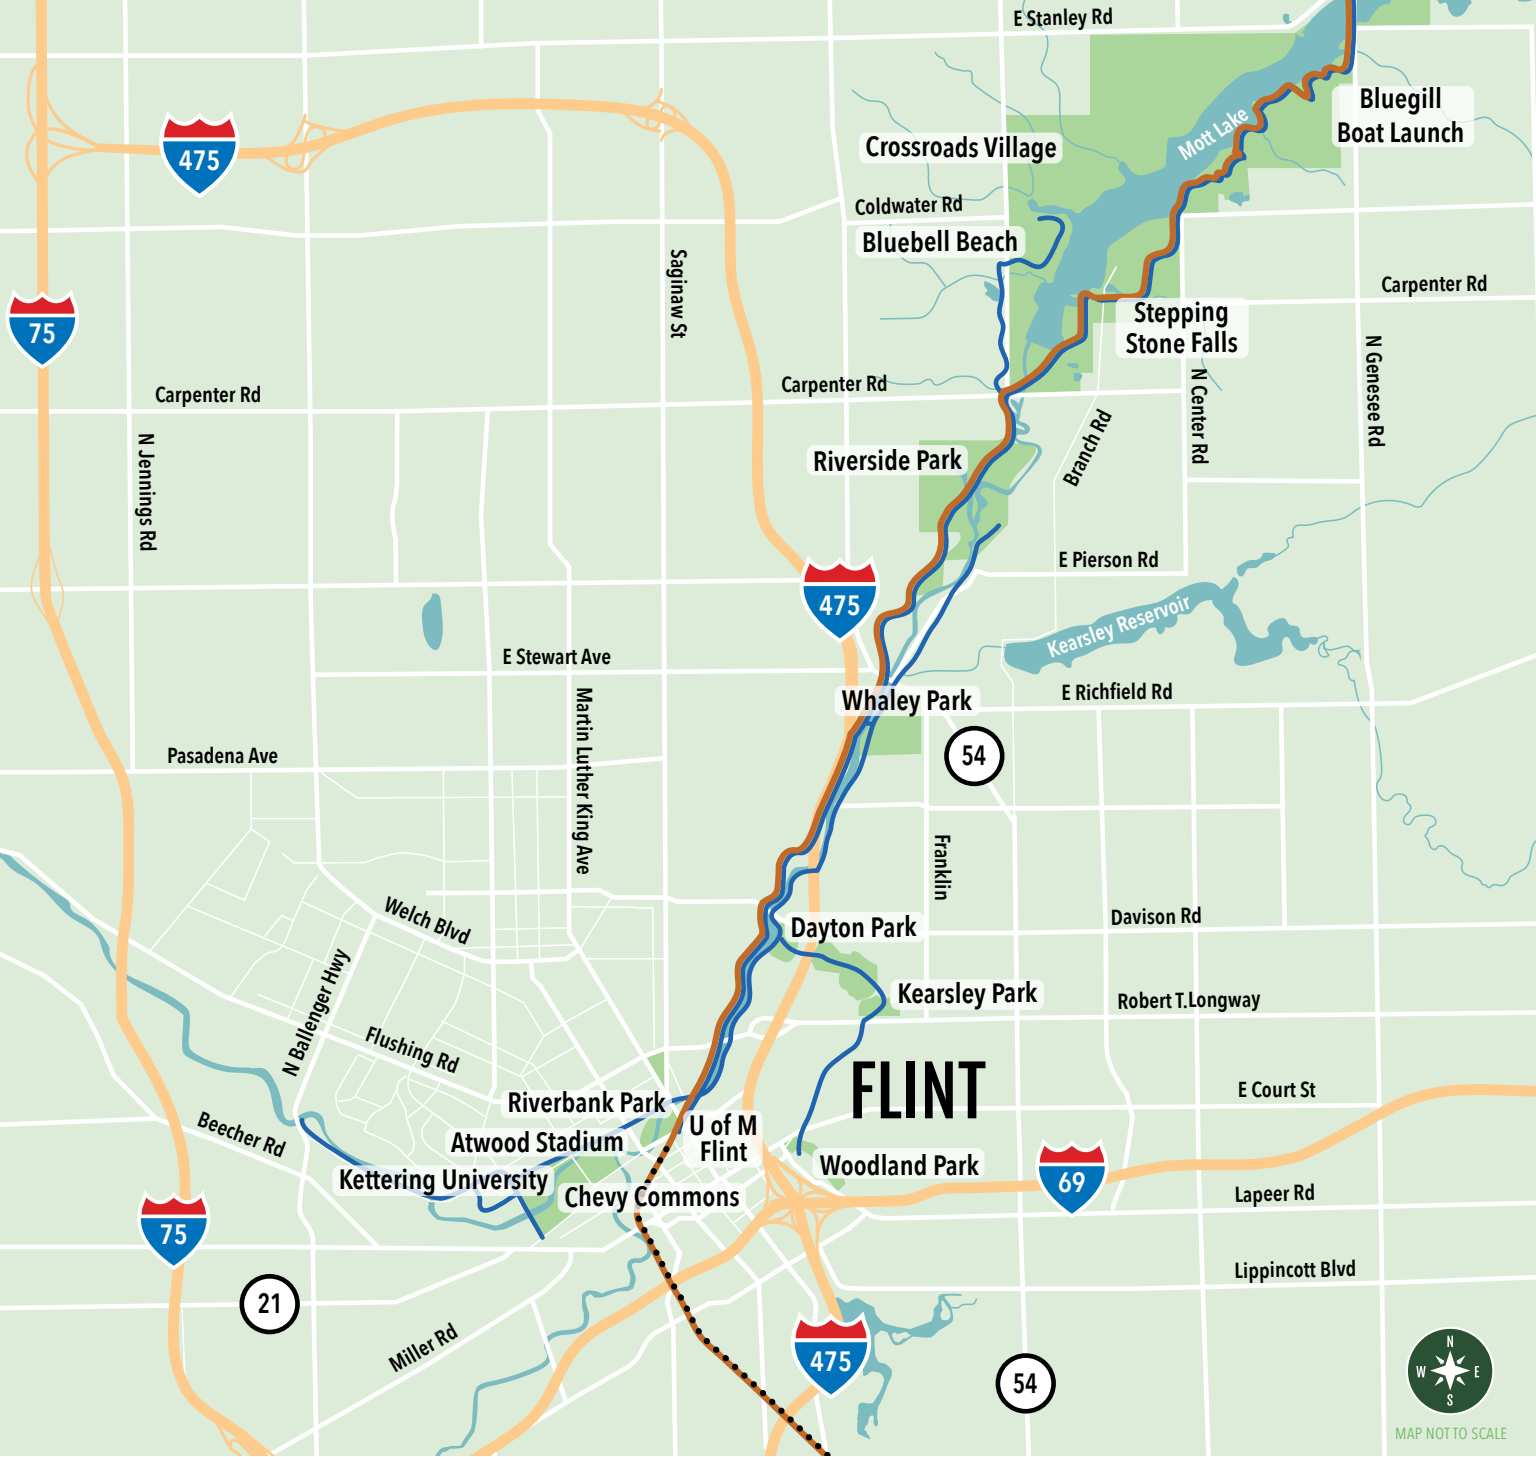 E Stanley Rd
Bluegill
Boat Launch
Mott Lake
475
Crossroads Village
Coldwater Rd
Bluebell Beach
Saginaw St
Carpenter Rd
75
Stepping
Stone Falls
N Genesee Rd
Carpenter Rd
Carpenter Rd
N Center Rd
Branch Rd
N Jennings Rd
Riverside Park
E Pierson Rd
475
Kearsley Reservoir
E Stewart Ave
Martin Luther King Ave
Whaley Park
E Richfield Rd
54
Pasadena Ave
Franklin
Welch Blvd
Dayton Park
Davison Rd
N Ballenger Hwy
Kearsley Park
Robert T.Longway
Flushing Rd
FLINT
E Court St
Riverbank Park
Beecher Rd
Atwood Stadium
U of M
Flint
Kettering University
Woodland Park
69
Chevy Commons
Lapeer Rd
75
Lippincott Blvd
21
Miller Rd
475
54
N
W E
S
MAP NOT TO SCALE